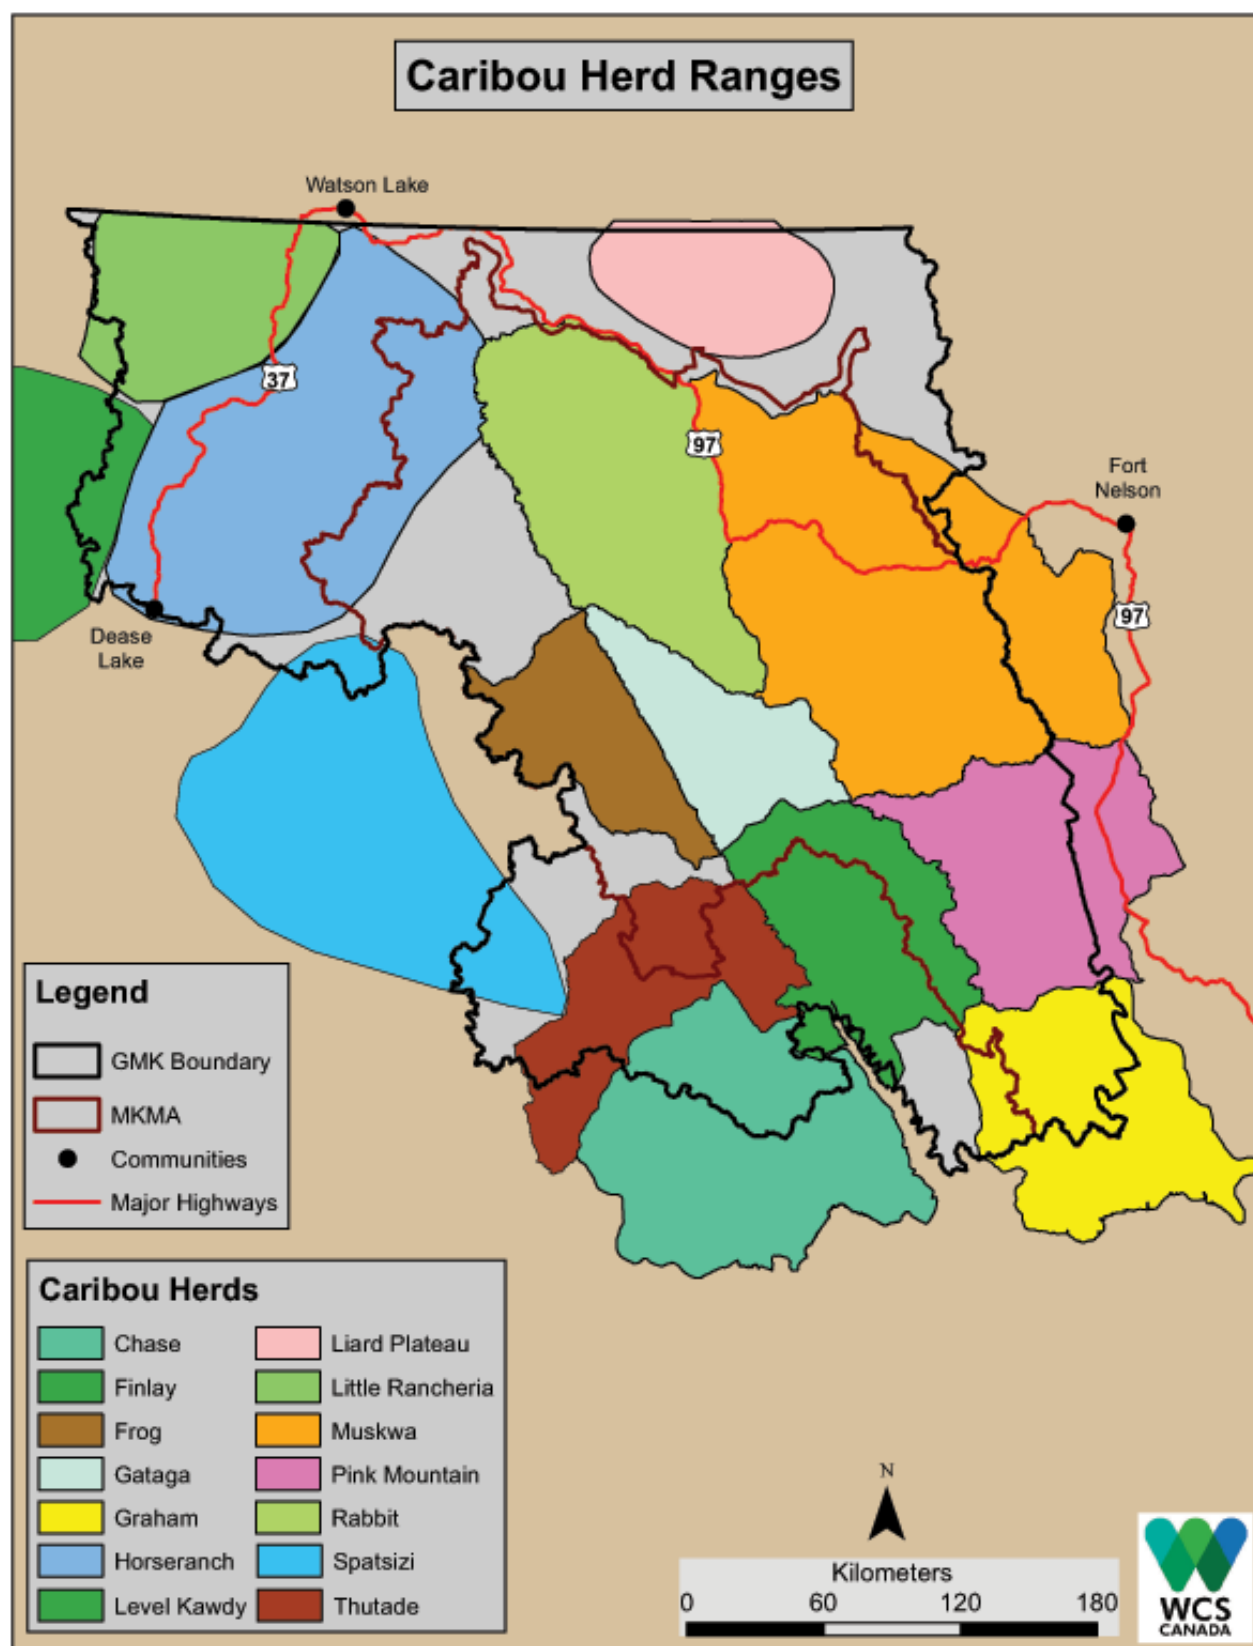 Caribou Herd Ranges
Watson Lake
37
97
Fort
Nelson
97
Dease
Lake
Legend
GMK Boundary
MKMA
Communities
Major Highways
Caribou Herds
Chase
Finlay
Frog
Gataga
Graham
Horseranch
Level Kawdy
Liard Plateau
Little Rancheria
Muskwa
Pink Mountain
Rabbit
Spatsizi
Thutade
N
Kilometers
0 60 120 180
WCS
CANADA